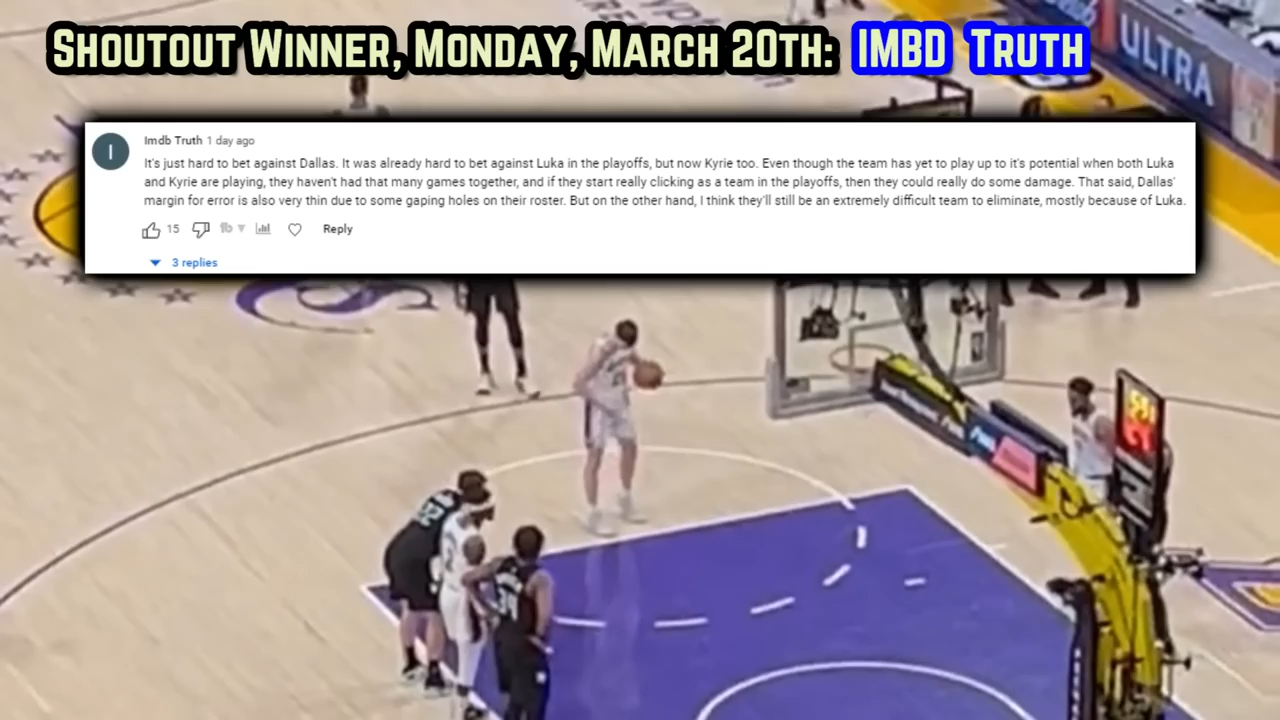 SHOUTOUT WINNER, MONDAY, MARCH 20TH: IMBD TRUTH
ULTRA
I
Imdb Truth 1 day ago
It's just hard to bet against Dallas. It was already hard to bet against Luka in the playoffs, but now Kyrie too. Even though the team has yet to play up to it's potential when both Luka
and Kyrie are playing, they haven't had that many games together, and if they start really clicking as a team in the playoffs, then they could really do some damage. That said, Dallas'
margin for error is also very thin due to some gaping holes on their roster. But on the other hand, I think they'll still be an extremely difficult team to eliminate, mostly because of Luka.
15
Reply
3 replies